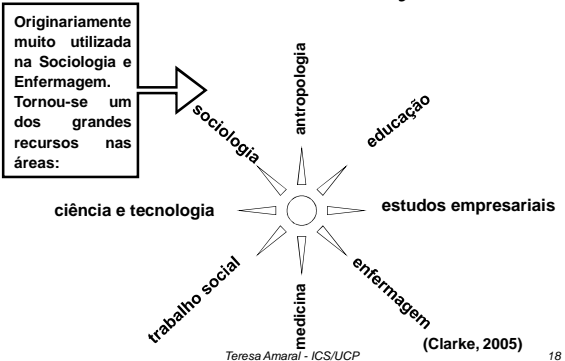 Originariamente
muito utilizada
na Sociologia e
Enfermagem.
Tornou-se um
dos grandes
recursos nas
áreas:
antropologia
sociologia
educação
ciência e tecnologia
estudos empresariais
trabalho social
medicina
enfermagem
(Clarke, 2005)
Teresa Amaral - ICS/UCP
18